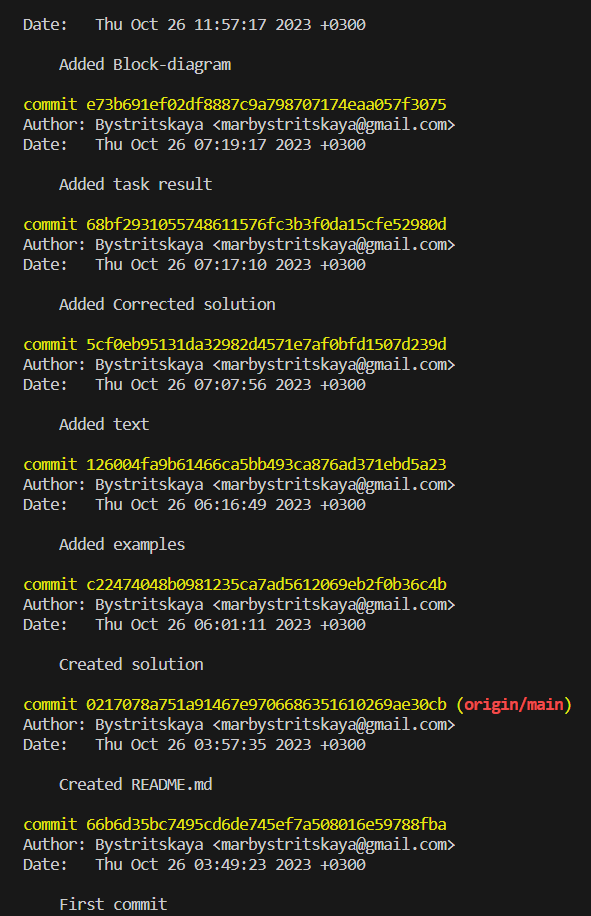 Date:   Thu Oct 26 11:57:17 2023 +0300
Added Block-diagram
commit e73b691ef02df8887c9a798707174eaa057f3075
Author: Bystritskaya <marbystritskaya@gmail.com>
Date:   Thu Oct 26 07:19:17 2023 +0300
Added task result
commit 68bf2931055748611576fc3b3f0da15cfe52980d
Author: Bystritskaya <marbystritskaya@gmail.com>
Date:   Thu Oct 26 07:17:10 2023 +0300
Added Corrected solution
commit 5cf0eb95131da32982d4571e7af0bfd1507d239d
Author: Bystritskaya <marbystritskaya@gmail.com>
Date:   Thu Oct 26 07:07:56 2023 +0300
Added text
commit 126004fa9b61466ca5bb493ca876ad371ebd5a23
Author: Bystritskaya <marbystritskaya@gmail.com>
Date:   Thu Oct 26 06:16:49 2023 +0300
Added examples
commit c22474048b0981235ca7ad5612069eb2f0b36c4b
Author: Bystritskaya <marbystritskaya@gmail.com>
Date:   Thu Oct 26 06:01:11 2023 +0300
Created solution
commit 0217078a751a91467e9706686351610269ae30cb (origin/main)
Author: Bystritskaya <marbystritskaya@gmail.com>
Date:   Thu Oct 26 03:57:35 2023 +0300
Created README.md
commit 66b6d35bc7495cd6de745ef7a508016e59788fba
Author: Bystritskaya <marbystritskaya@gmail.com>
Date:   Thu Oct 26 03:49:23 2023 +0300
First commit